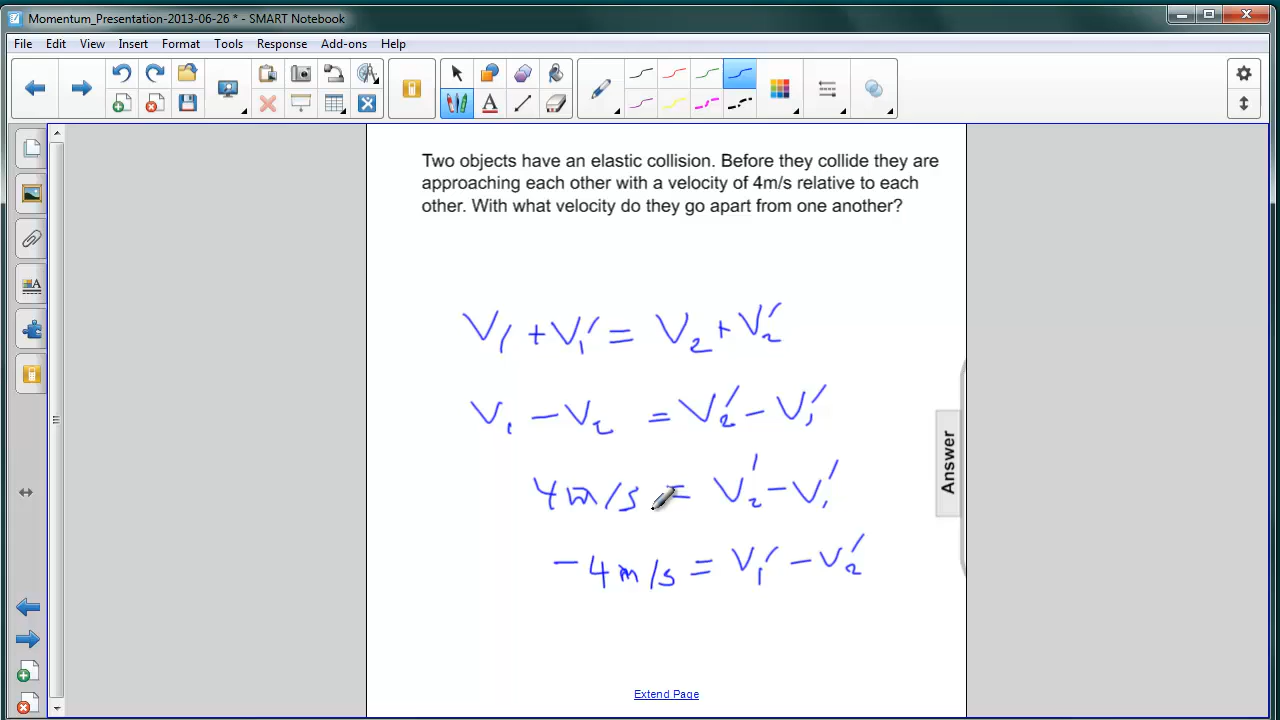 Momentum_Presentation-2013-06-26 * - SMART Notebook
File Edit View Insert Format Tools Response Add-ons Help
Two objects have an elastic collision. Before they collide they are
approaching each other with a velocity of 4m/s relative to each
other. With what velocity do they go apart from one another?
V₁ + V₁′ = V₂ + V₂′
V₁ − V₂ = V₂′ − V₁′
4m/s = V₂′ − V₁′
−4m/s = V₁′ − V₂′
Answer
Extend Page